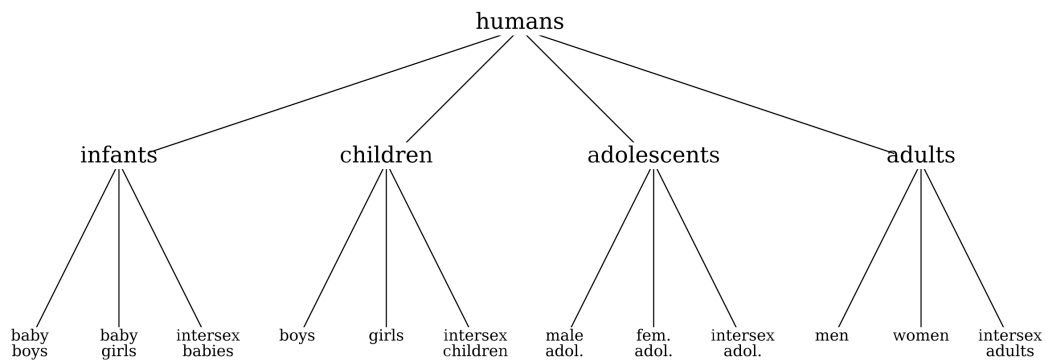 humans
infants children adolescents adults
baby boys
baby girls
intersex babies
boys
girls
intersex children
male adol.
fem. adol.
intersex adol.
men
women
intersex adults